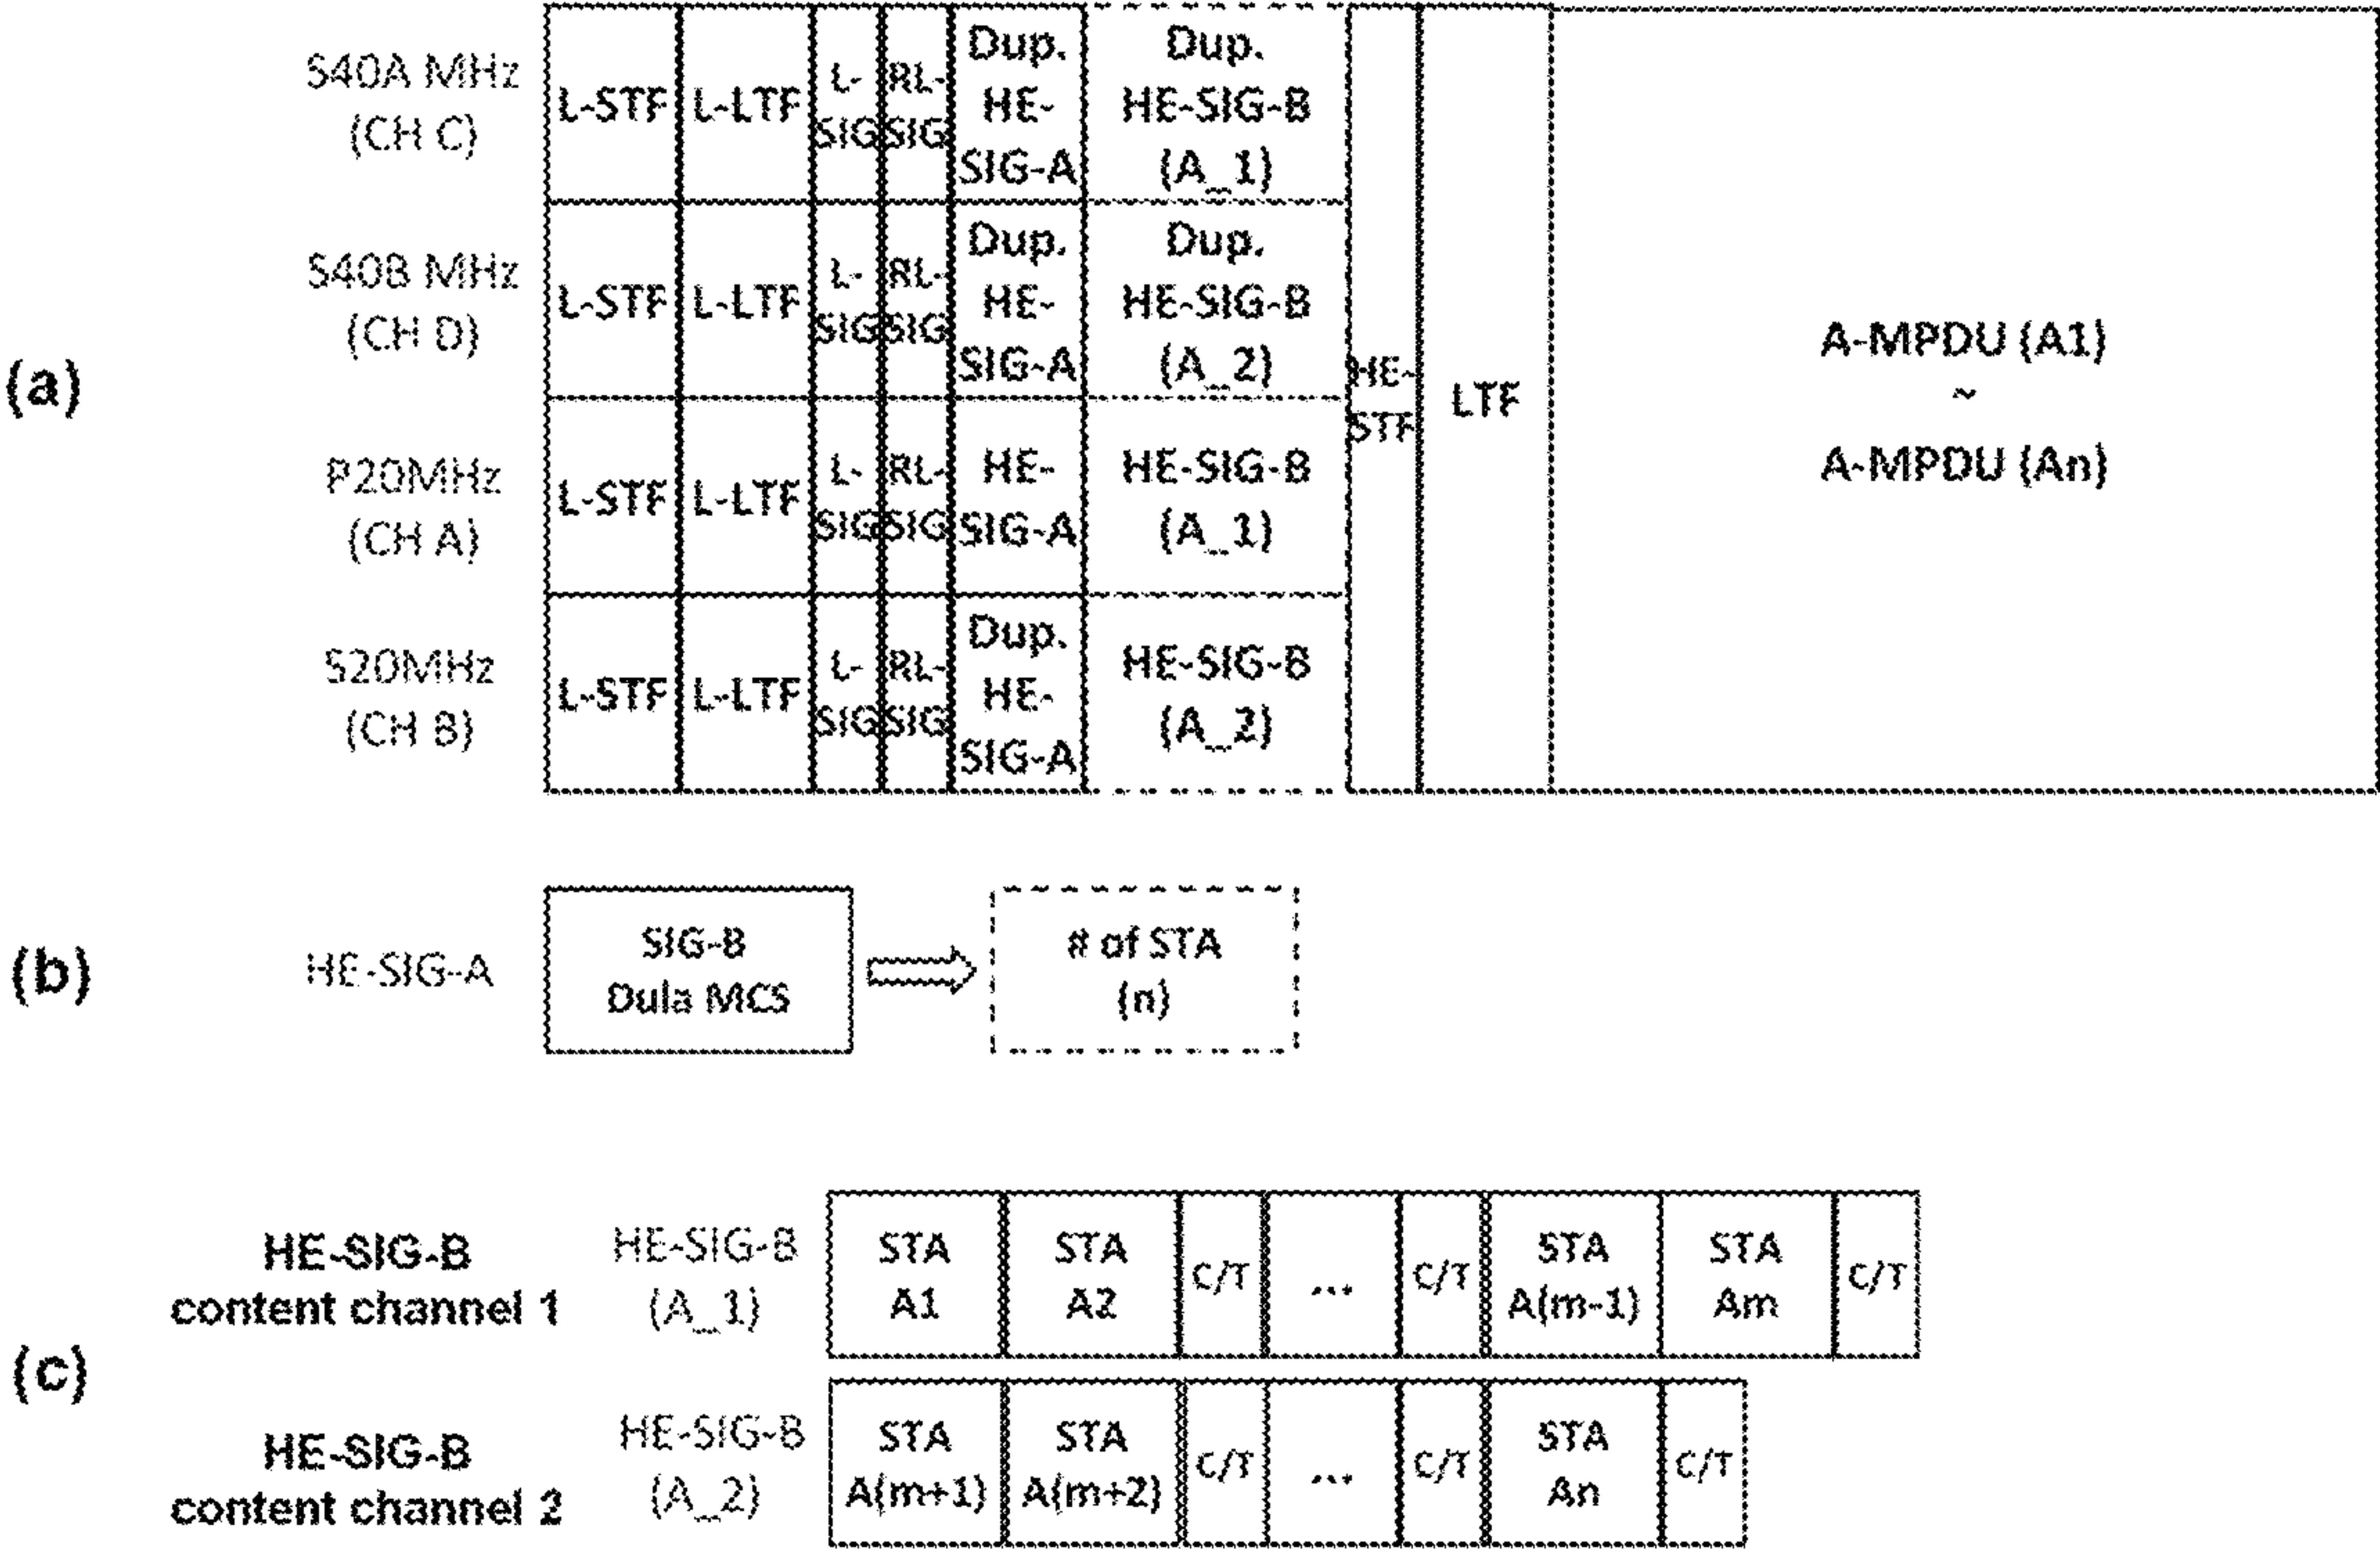 (a)
S40A MHz
(CH C)
L-STF
L-LTF
L-
SIG
RL-
SIG
Dup.
HE-
SIG-A
Dup.
HE-SIG-B
(A_1)
S40B MHz
(CH D)
L-STF
L-LTF
L-
SIG
RL-
SIG
Dup.
HE-
SIG-A
Dup.
HE-SIG-B
(A_2)
P20MHz
(CH A)
L-STF
L-LTF
L-
SIG
RL-
SIG
HE-
SIG-A
HE-SIG-B
(A_1)
S20MHz
(CH B)
L-STF
L-LTF
L-
SIG
RL-
SIG
Dup.
HE-
SIG-A
HE-SIG-B
(A_2)
HE-
STF
LTF
A-MPDU (A1)
~
A-MPDU (An)
(b)
HE-SIG-A
SIG-B
Dula MCS
# of STA
(n)
(c)
HE-SIG-B
content channel 1
HE-SIG-B
(A_1)
STA
A1
STA
A2
C/T
...
C/T
STA
A(m-1)
STA
Am
C/T
HE-SIG-B
content channel 2
HE-SIG-B
(A_2)
STA
A(m+1)
STA
A(m+2)
C/T
...
C/T
STA
An
C/T